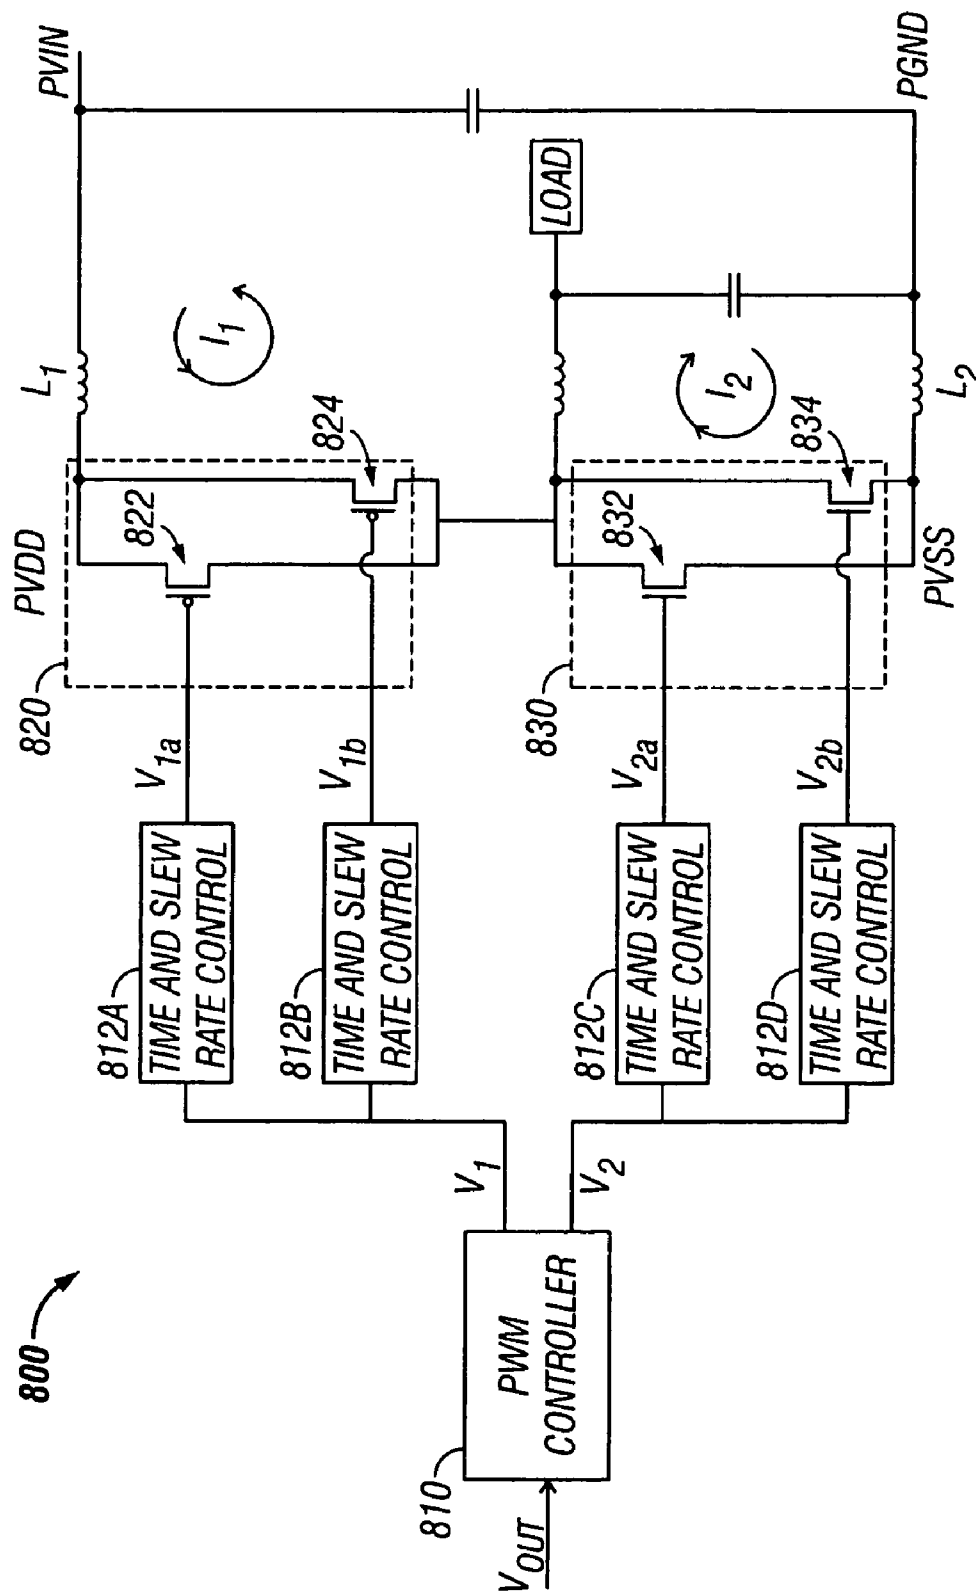 800
V_OUT
810
PWM
CONTROLLER
V_1
V_2
812A
TIME AND SLEW
RATE CONTROL
812B
TIME AND SLEW
RATE CONTROL
812C
TIME AND SLEW
RATE CONTROL
812D
TIME AND SLEW
RATE CONTROL
V_1a
V_1b
V_2a
V_2b
820
PVDD
822
824
830
832
834
PVSS
L_1
I_1
I_2
L_2
LOAD
PVIN
PGND